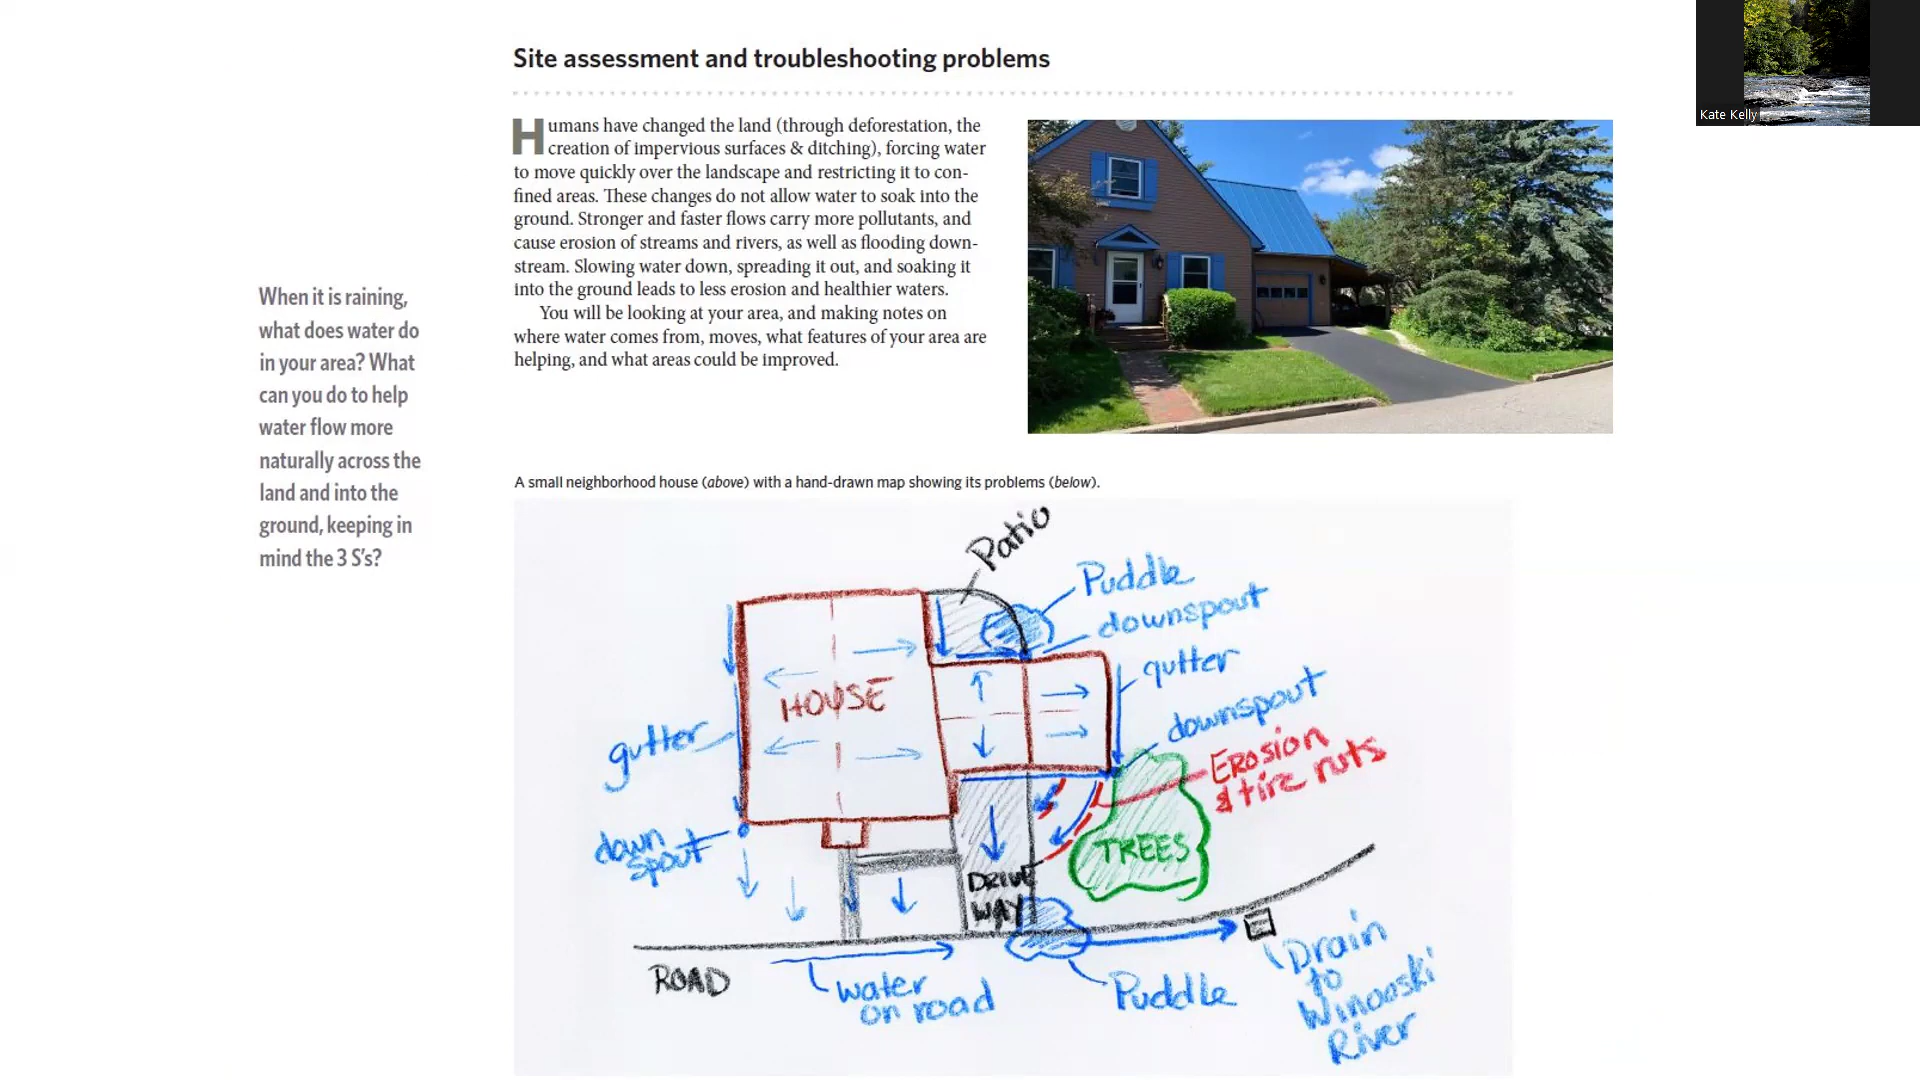 Site assessment and troubleshooting problems
Kate Kelly
Humans have changed the land (through deforestation, the
creation of impervious surfaces & ditching), forcing water
to move quickly over the landscape and restricting it to con-
fined areas. These changes do not allow water to soak into the
ground. Stronger and faster flows carry more pollutants, and
cause erosion of streams and rivers, as well as flooding down-
stream. Slowing water down, spreading it out, and soaking it
into the ground leads to less erosion and healthier waters.
You will be looking at your area, and making notes on
where water comes from, moves, what features of your area are
helping, and what areas could be improved.
When it is raining,
what does water do
in your area? What
can you do to help
water flow more
naturally across the
land and into the
ground, keeping in
mind the 3 S's?
A small neighborhood house (above) with a hand-drawn map showing its problems (below).
Patio
Puddle
downspout
gutter
downspout
Erosion
& tire ruts
HOUSE
gutter
down
spout
TREES
DRIVE
WAY
ROAD
water
on road
Puddle
Drain
to
Winooski
River